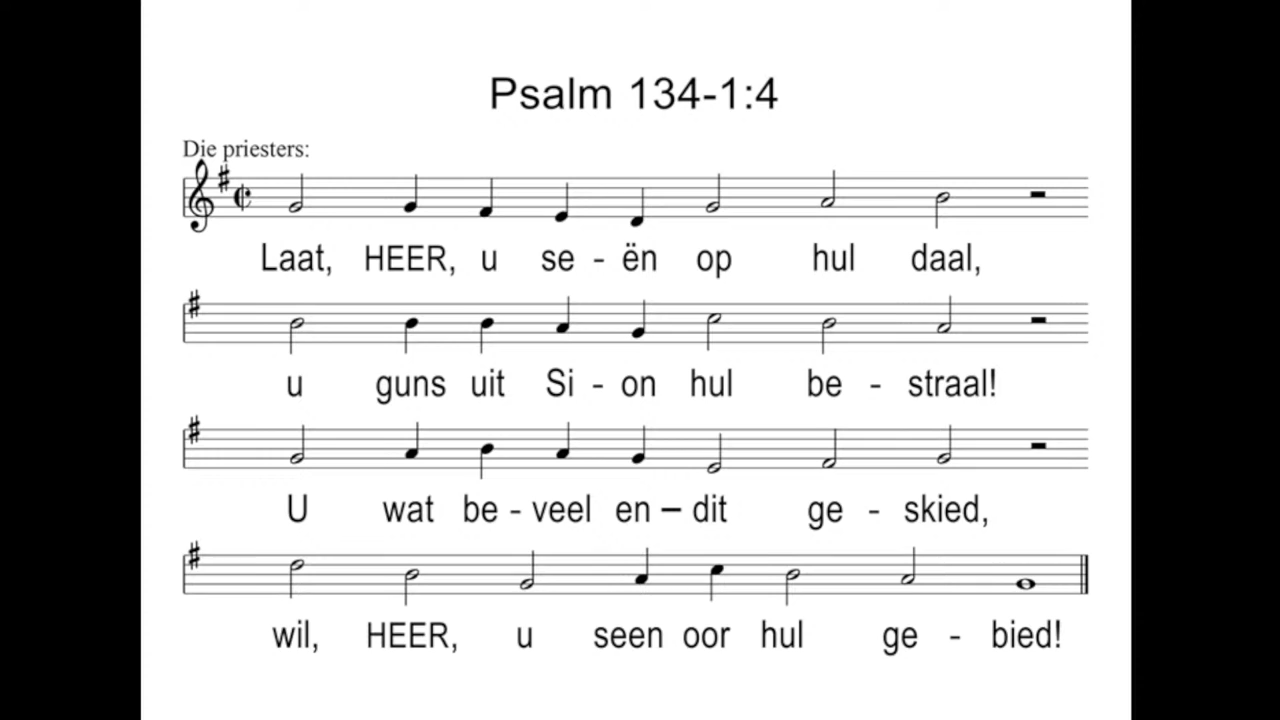 Psalm 134-1:4
Die priesters:
Laat, HEER, u se - ën op hul daal,
u guns uit Si - on hul be - straal!
U wat be - veel en – dit ge - skied,
wil, HEER, u seen oor hul ge - bied!